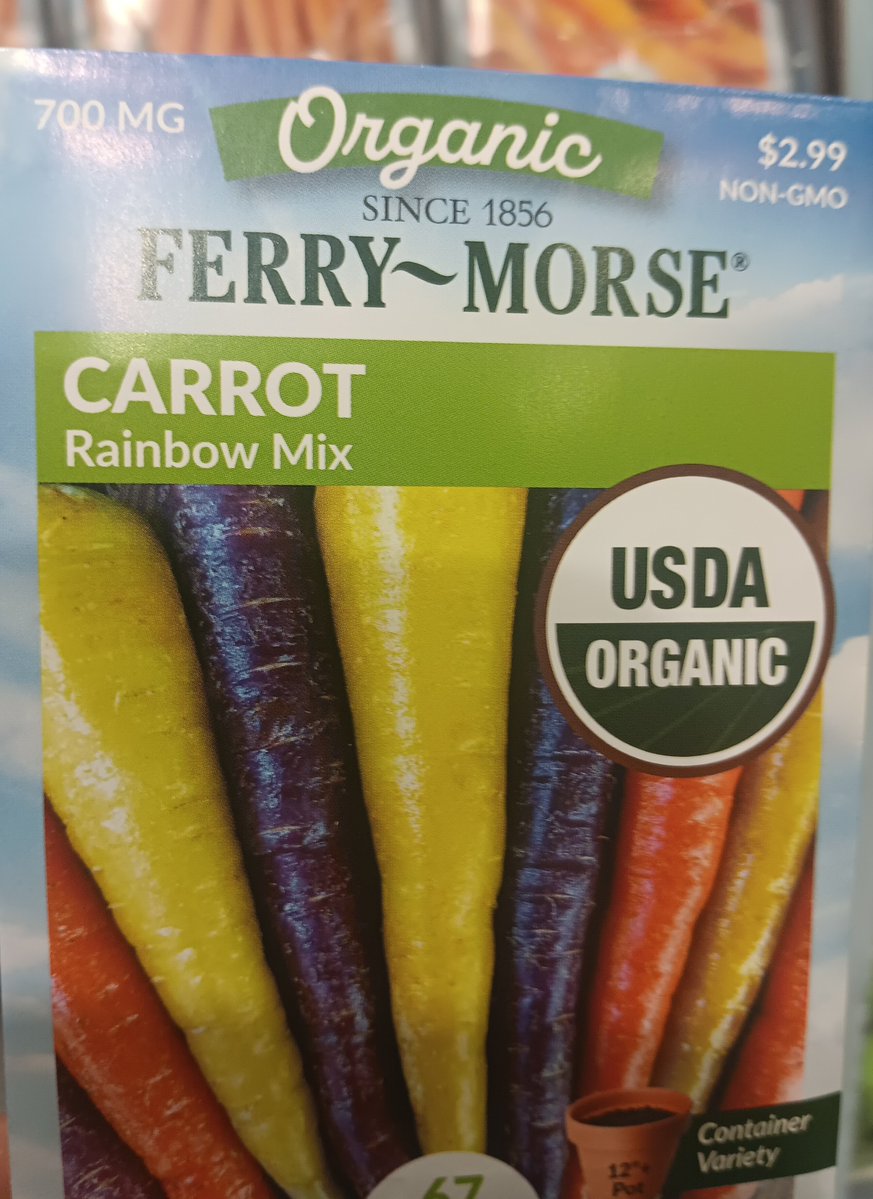 700 MG
Organic
$2.99
NON-GMO
SINCE 1856
FERRY~MORSE®
CARROT
Rainbow Mix
USDA
ORGANIC
Container
Variety
12"+
Pot
67